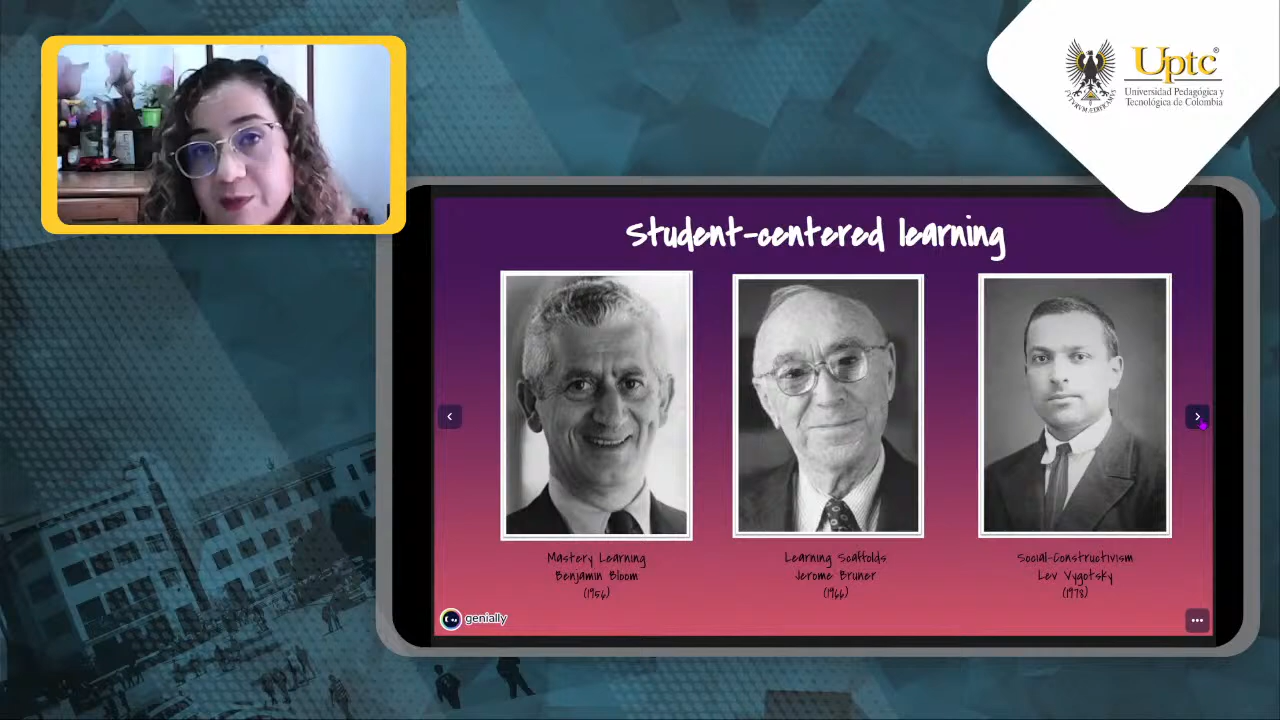 Uptc®
Universidad Pedagógica y
Tecnológica de Colombia
Student-centered learning
Mastery Learning
Benjamin Bloom
(1956)
Learning Scaffolds
Jerome Bruner
(1966)
Social-Constructivism
Lev Vygotsky
(1978)
genially